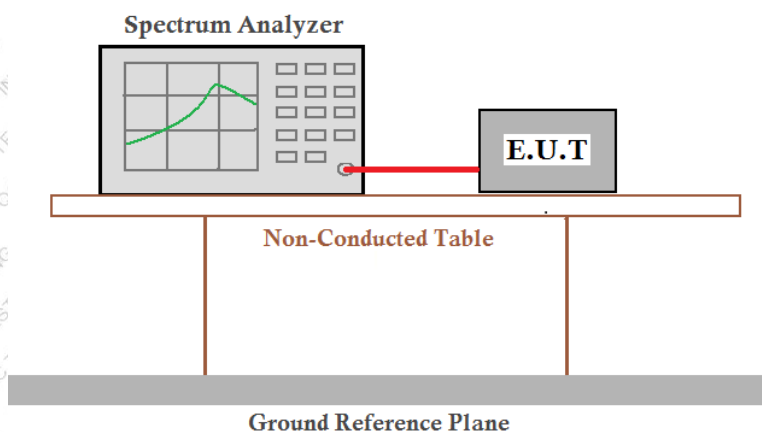 Spectrum Analyzer
E.U.T
Non-Conducted Table
Ground Reference Plane